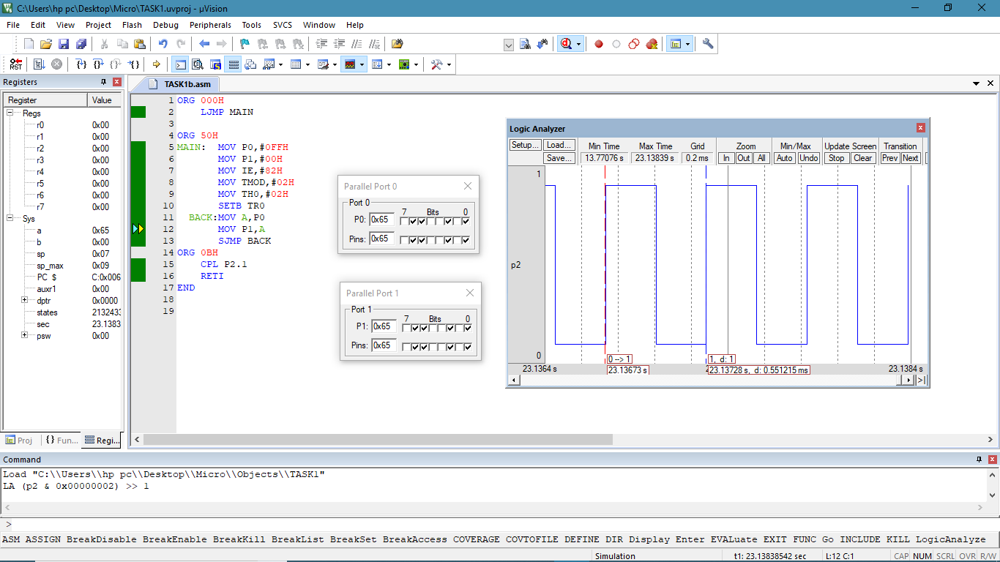 C:\Users\hp pc\Desktop\Micro\TASK1.uvproj - µVision
File Edit View Project Flash Debug Peripherals Tools SVCS Window Help
RST
Registers
Register Value
Regs
r0 0x00
r1 0x00
r2 0x00
r3 0x00
r4 0x00
r5 0x00
r6 0x00
r7 0x00
Sys
a 0x65
b 0x00
sp 0x07
sp_max 0x09
PC $ C:0x006
auxr1 0x00
dptr 0x0000
states 2132433
sec 23.1383
psw 0x00
Proj {} Fun... Regi...
TASK1b.asm
1 ORG 000H
2 LJMP MAIN
3
4 ORG 50H
5 MAIN: MOV P0,#0FFH
6 MOV P1,#00H
7 MOV IE,#82H
8 MOV TMOD,#02H
9 MOV TH0,#02H
10 SETB TR0
11 BACK:MOV A,P0
12 MOV P1,A
13 SJMP BACK
14 ORG 0BH
15 CPL P2.1
16 RETI
17 END
18
19
Parallel Port 0
Port 0
7 Bits 0
P0: 0x65
Pins: 0x65
Parallel Port 1
Port 1
7 Bits 0
P1: 0x65
Pins: 0x65
Logic Analyzer
Setup... Load... Min Time Max Time Grid Zoom Min/Max Update Screen Transition
Save... 13.77076 s 23.13839 s 0.2 ms In Out All Auto Undo Stop Clear Prev Next
1
p2
0
0 --> 1 1, d: 1
23.1364 s 23.13673 s 23.13728 s, d: 0.551215 ms 23.1384 s
Command
Load "C:\\Users\\hp pc\\Desktop\\Micro\\Objects\\TASK1"
LA (p2 & 0x00000002) >> 1
>
ASM ASSIGN BreakDisable BreakEnable BreakKill BreakList BreakSet BreakAccess COVERAGE COVTOFILE DEFINE DIR Display Enter EVALuate EXIT FUNC Go INCLUDE KILL LogicAnalyze
Simulation t1: 23.13838542 sec L:12 C:1 CAP NUM SCRL OVR R/W